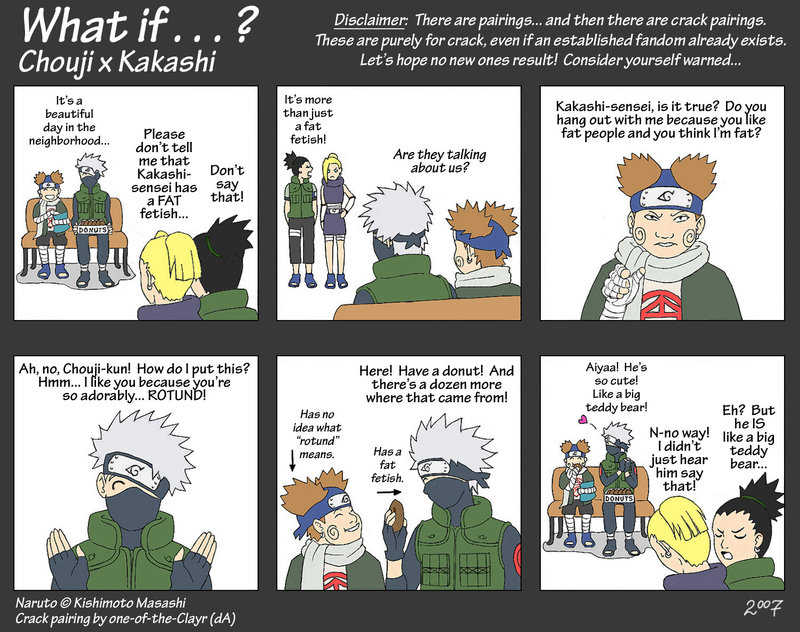 What if . . . ?
Chouji x Kakashi
Disclaimer: There are pairings... and then there are crack pairings.
These are purely for crack, even if an established fandom already exists.
Let's hope no new ones result! Consider yourself warned...
It's a
beautiful
day in the
neighborhood...
Please
don't tell
me that
Kakashi-
sensei has
a FAT
fetish...
Don't
say
that!
DONUTS
It's more
than just
a fat
fetish!
Are they talking
about us?
Kakashi-sensei, is it true? Do you
hang out with me because you like
fat people and you think I'm fat?
Ah, no, Chouji-kun! How do I put this?
Hmm... I like you because you're
so adorably... ROTUND!
Here! Have a donut! And
there's a dozen more
where that came from!
Has no
idea what
"rotund"
means.
Has a
fat
fetish.
Aiyaa! He's
so cute!
Like a big
teddy bear!
N-no way!
I didn't
just hear
him say
that!
Eh? But
he IS
like a big
teddy
bear...
DONUTS
Naruto © Kishimoto Masashi
Crack pairing by one-of-the-Clayr (dA)
2007